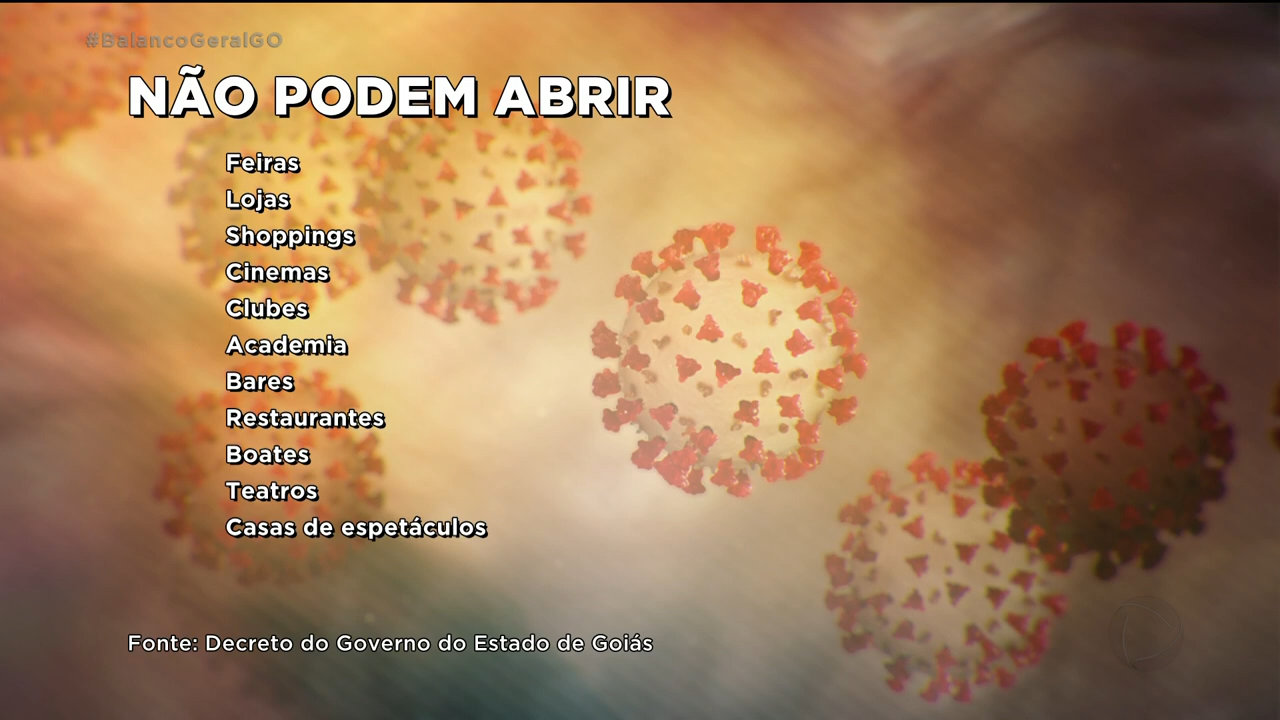 #BalancoGeralGO
NÃO PODEM ABRIR
Feiras
Lojas
Shoppings
Cinemas
Clubes
Academia
Bares
Restaurantes
Boates
Teatros
Casas de espetáculos
Fonte: Decreto do Governo do Estado de Goiás